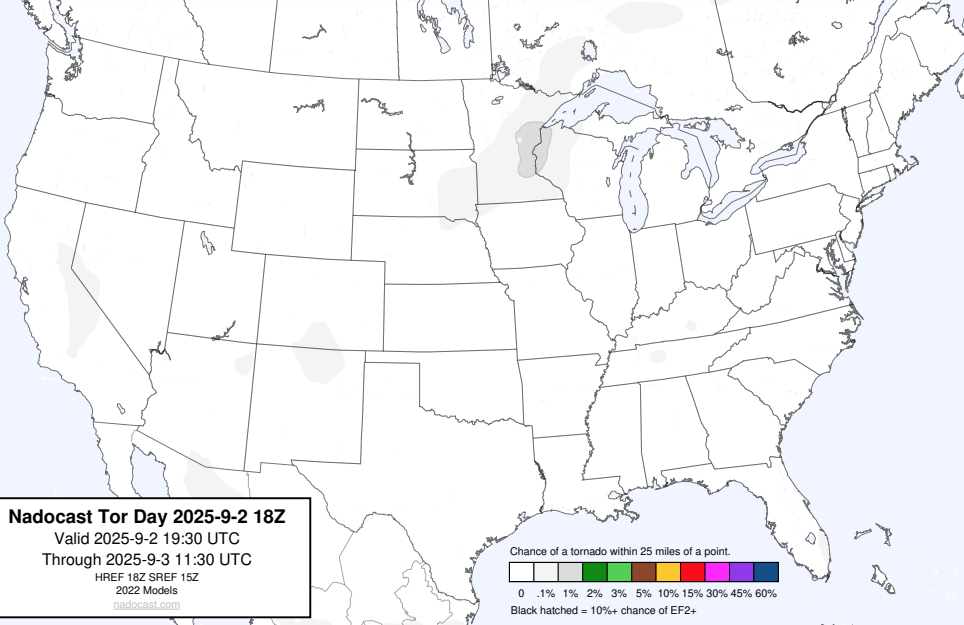 Nadocast Tor Day 2025-9-2 18Z
Valid 2025-9-2 19:30 UTC
Through 2025-9-3 11:30 UTC
HREF 18Z SREF 15Z
2022 Models
nadocast.com
Chance of a tornado within 25 miles of a point.
0 .1% 1% 2% 3% 5% 10% 15% 30% 45% 60%
Black hatched = 10%+ chance of EF2+